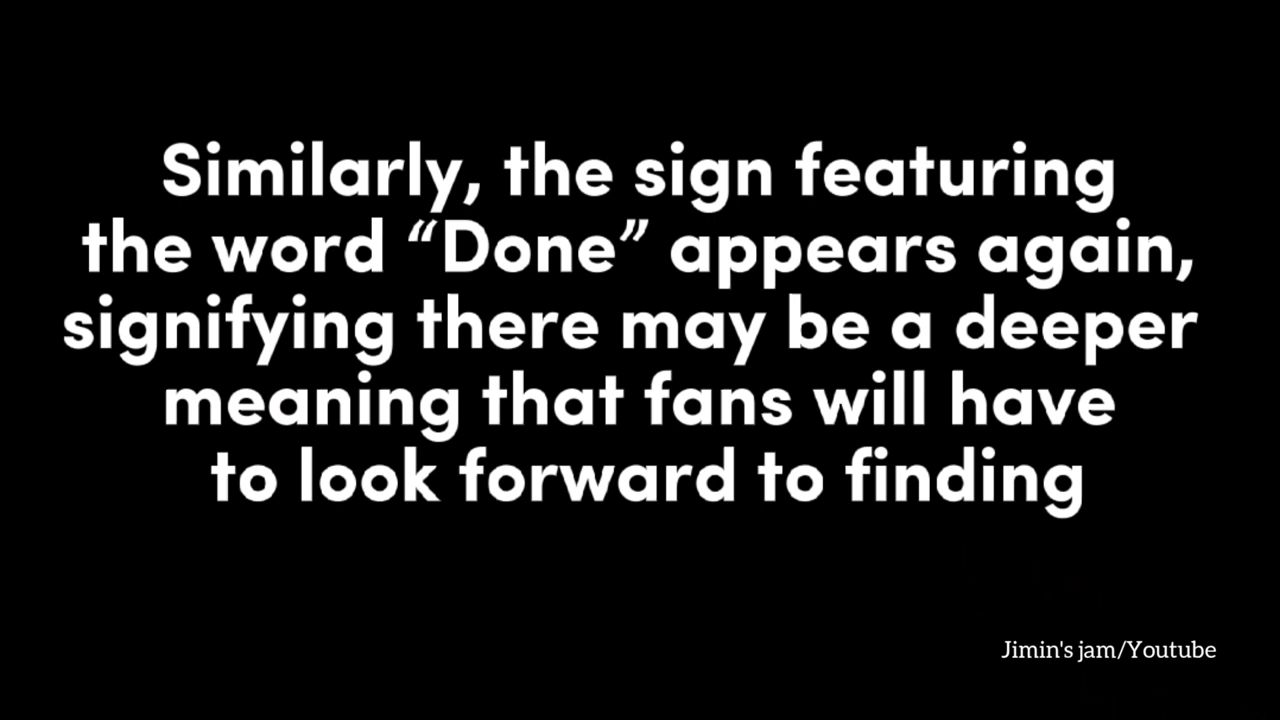 Similarly, the sign featuring
the word “Done” appears again,
signifying there may be a deeper
meaning that fans will have
to look forward to finding
Jimin's jam/Youtube